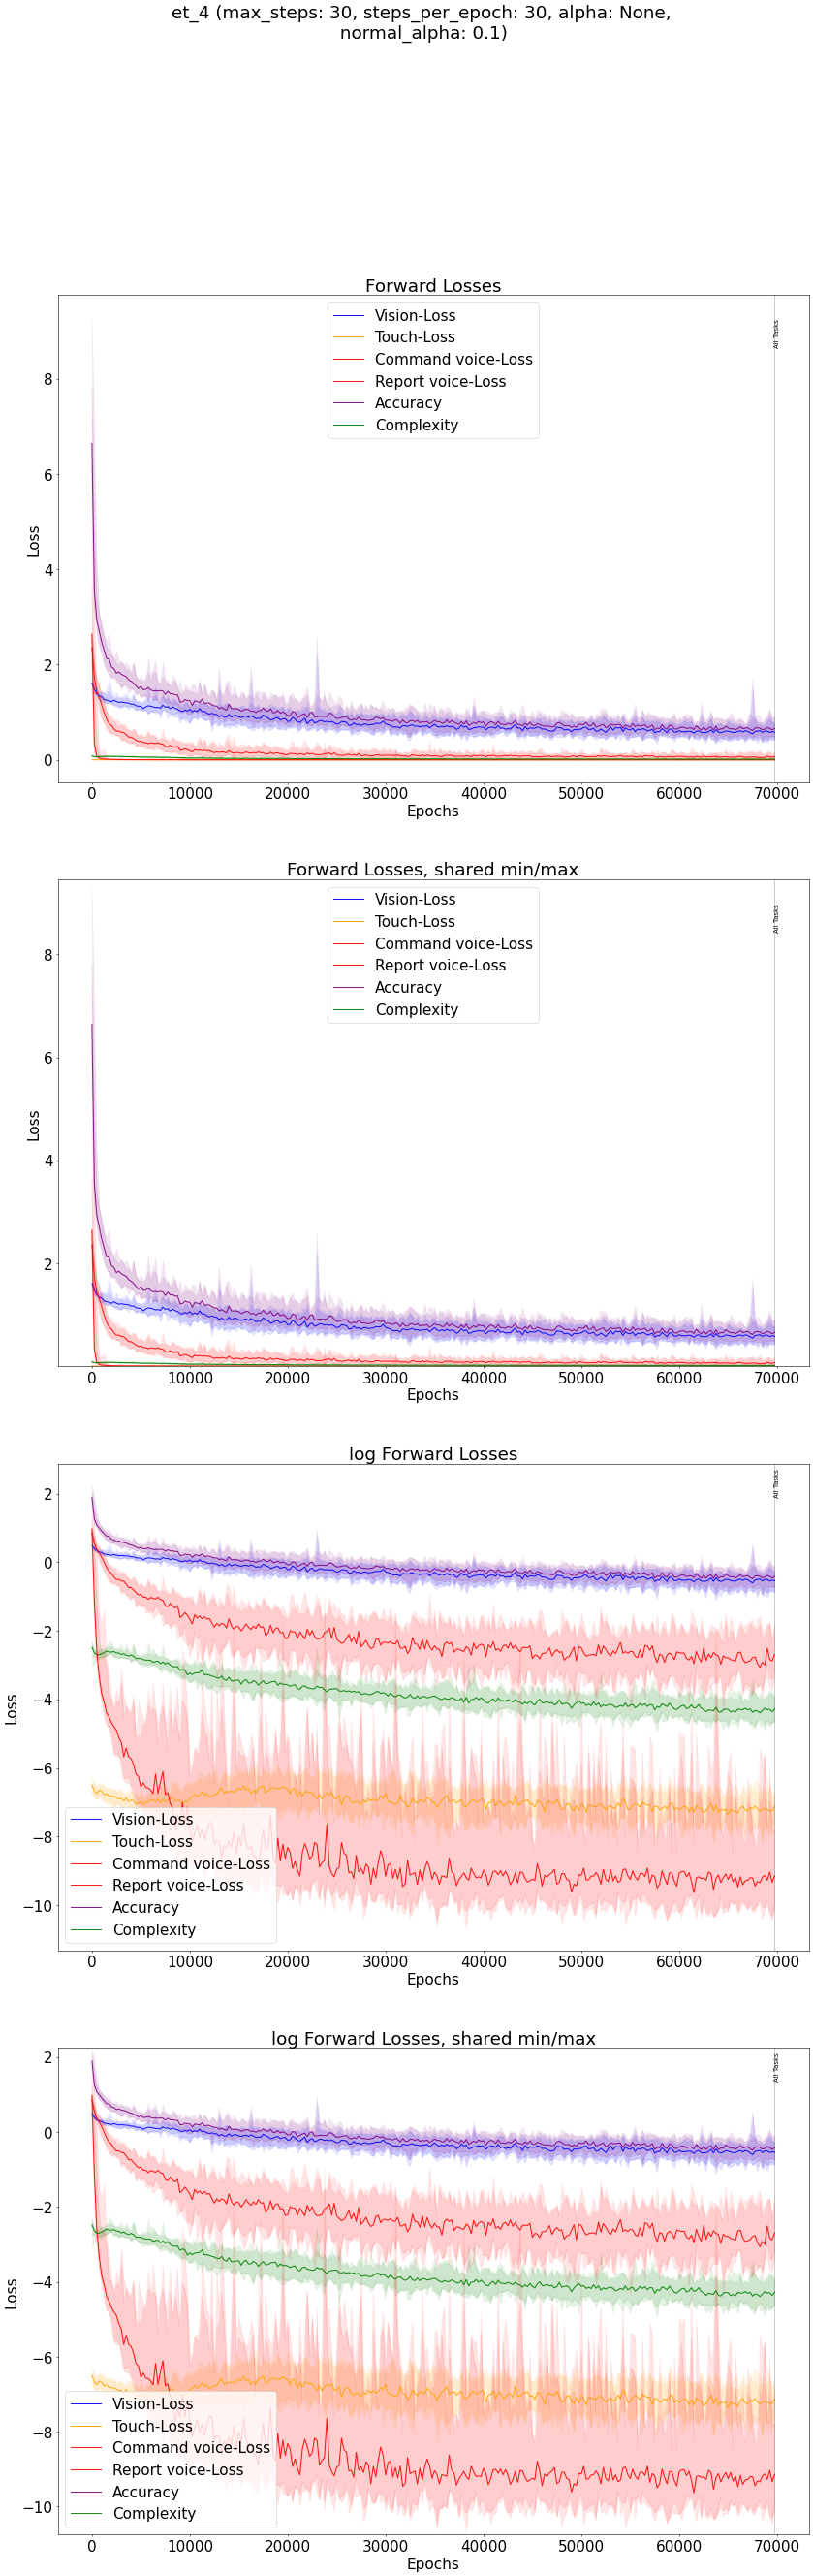 et_4 (max_steps: 30, steps_per_epoch: 30, alpha: None,
normal_alpha: 0.1)
Forward Losses
Vision-Loss
Touch-Loss
Command voice-Loss
Report voice-Loss
Accuracy
Complexity
All Tasks
8
6
4
2
0
Loss
0 10000 20000 30000 40000 50000 60000 70000
Epochs
Forward Losses, shared min/max
Vision-Loss
Touch-Loss
Command voice-Loss
Report voice-Loss
Accuracy
Complexity
All Tasks
8
6
4
2
Loss
0 10000 20000 30000 40000 50000 60000 70000
Epochs
log Forward Losses
All Tasks
2
0
−2
−4
−6
−8
−10
Loss
Vision-Loss
Touch-Loss
Command voice-Loss
Report voice-Loss
Accuracy
Complexity
0 10000 20000 30000 40000 50000 60000 70000
Epochs
log Forward Losses, shared min/max
All Tasks
2
0
−2
−4
−6
−8
−10
Loss
Vision-Loss
Touch-Loss
Command voice-Loss
Report voice-Loss
Accuracy
Complexity
0 10000 20000 30000 40000 50000 60000 70000
Epochs